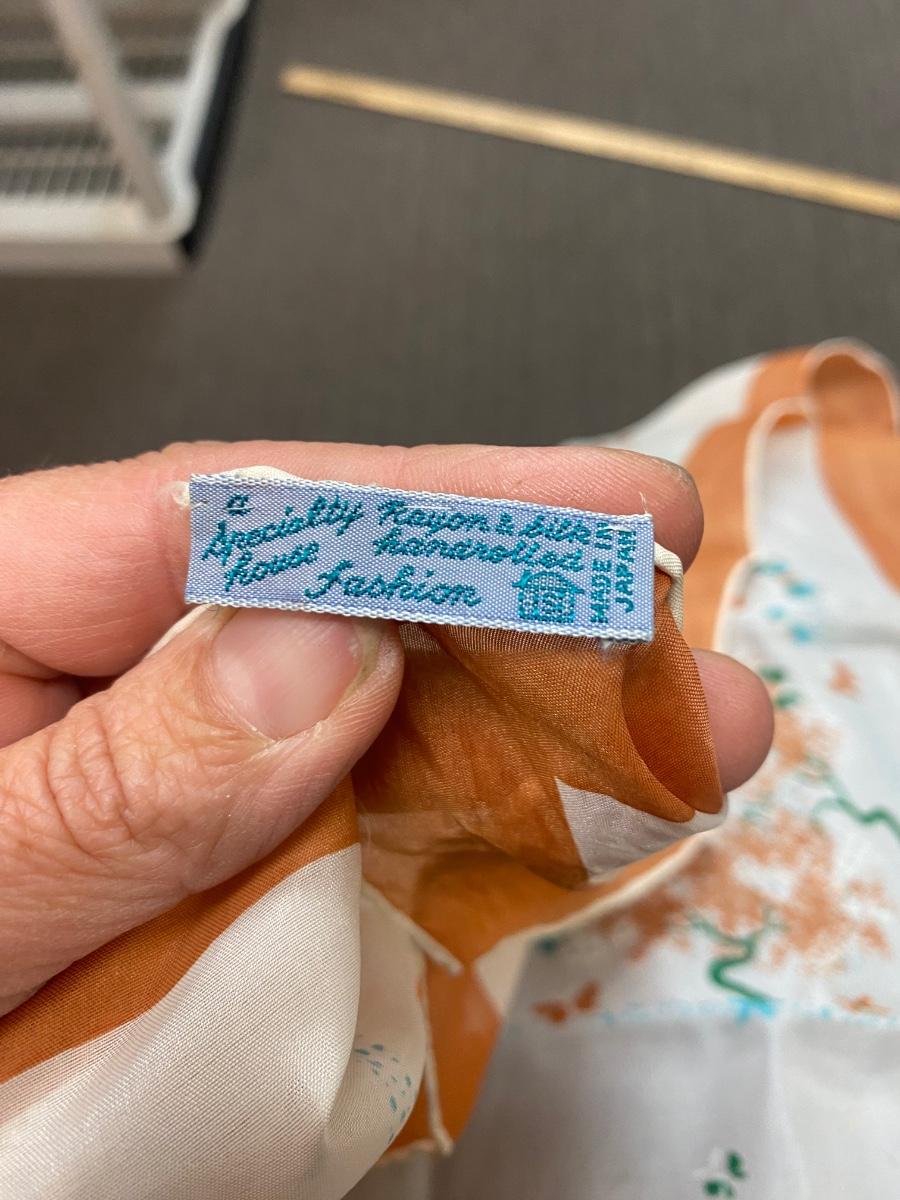 a
Specialty
house
Rayon & Silk
handrolled
Fashion
MADE IN
JAPAN